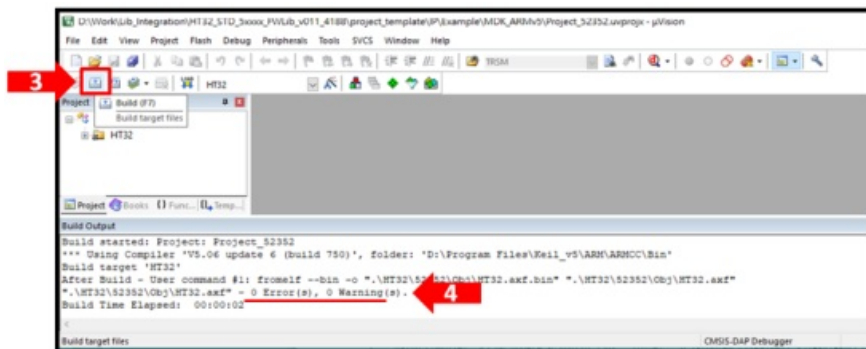 D:\Work\Lib_Integration\HT32_STD_5xxxx_FWLib_v011_4188\project_template\IP\Example\MDK_ARMv5\Project_52352.uvprojx - µVision
File Edit View Project Flash Debug Peripherals Tools SVCS Window Help
TRSM
3
HT32
Project
Build (F7)
Build target files
HT32
Project Books {} Func... Temp...
Build Output
Build started: Project: Project_52352
*** Using Compiler 'V5.06 update 6 (build 750)', folder: 'D:\Program Files\Keil_v5\ARM\ARMCC\Bin'
Build target 'HT32'
After Build - User command #1: fromelf --bin -o ".\HT32\52352\Obj\HT32.axf.bin" ".\HT32\52352\Obj\HT32.axf"
".\HT32\52352\Obj\HT32.axf" - 0 Error(s), 0 Warning(s).
4
Build Time Elapsed: 00:00:02
Build target files CMSIS-DAP Debugger